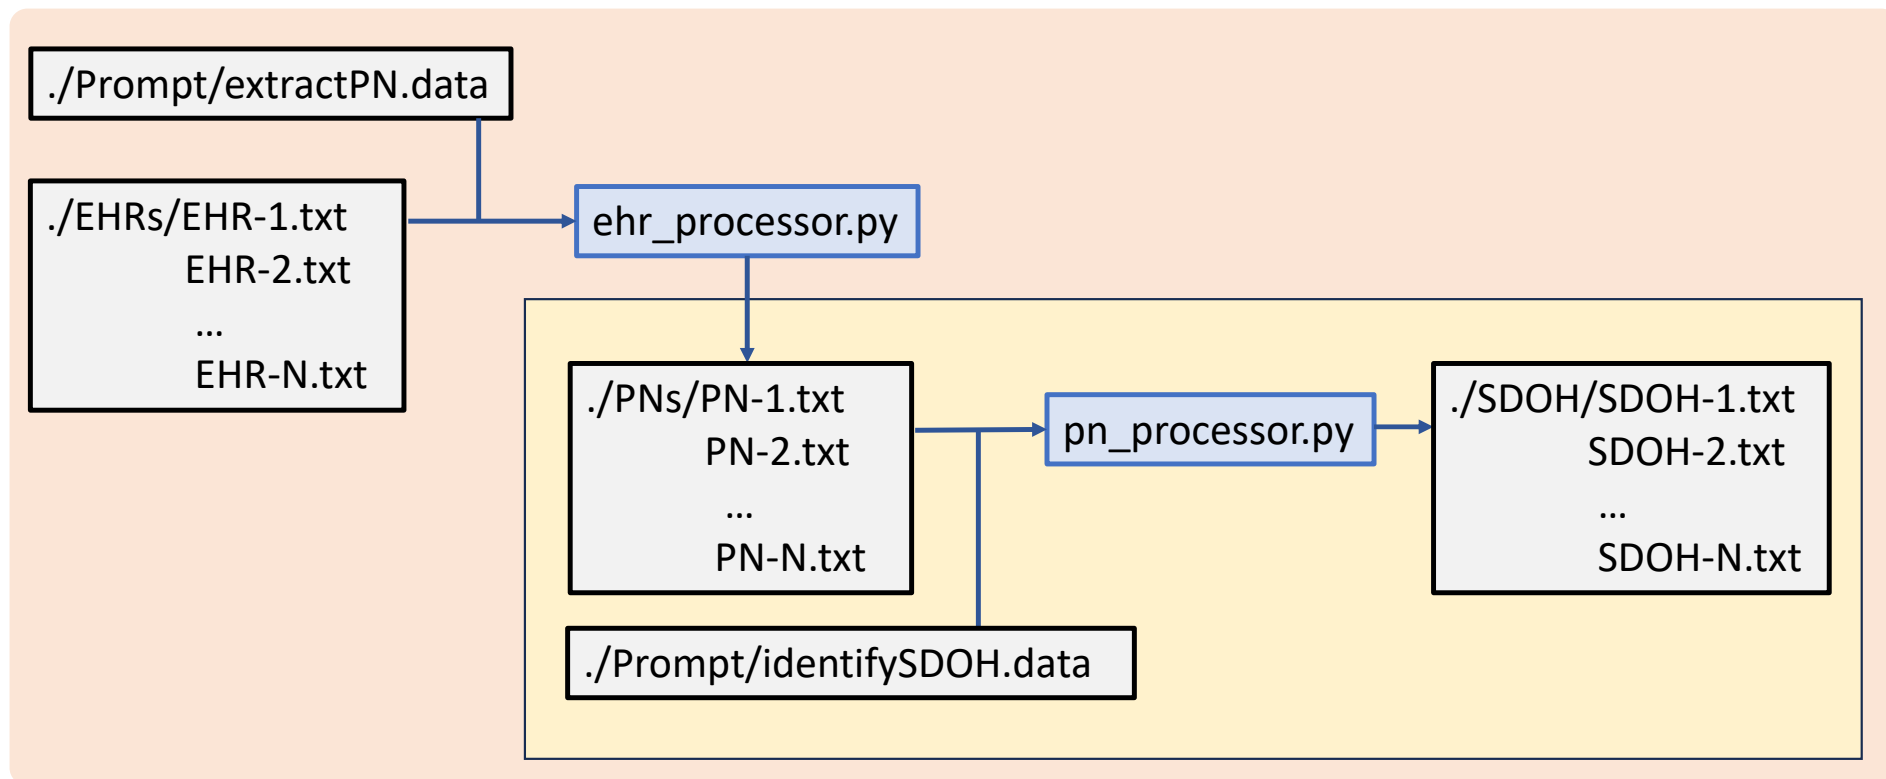 ./Prompt/extractPN.data
./EHRs/EHR-1.txt
EHR-2.txt
...
EHR-N.txt
ehr_processor.py
./PNs/PN-1.txt
PN-2.txt
...
PN-N.txt
./Prompt/identifySDOH.data
pn_processor.py
./SDOH/SDOH-1.txt
SDOH-2.txt
...
SDOH-N.txt